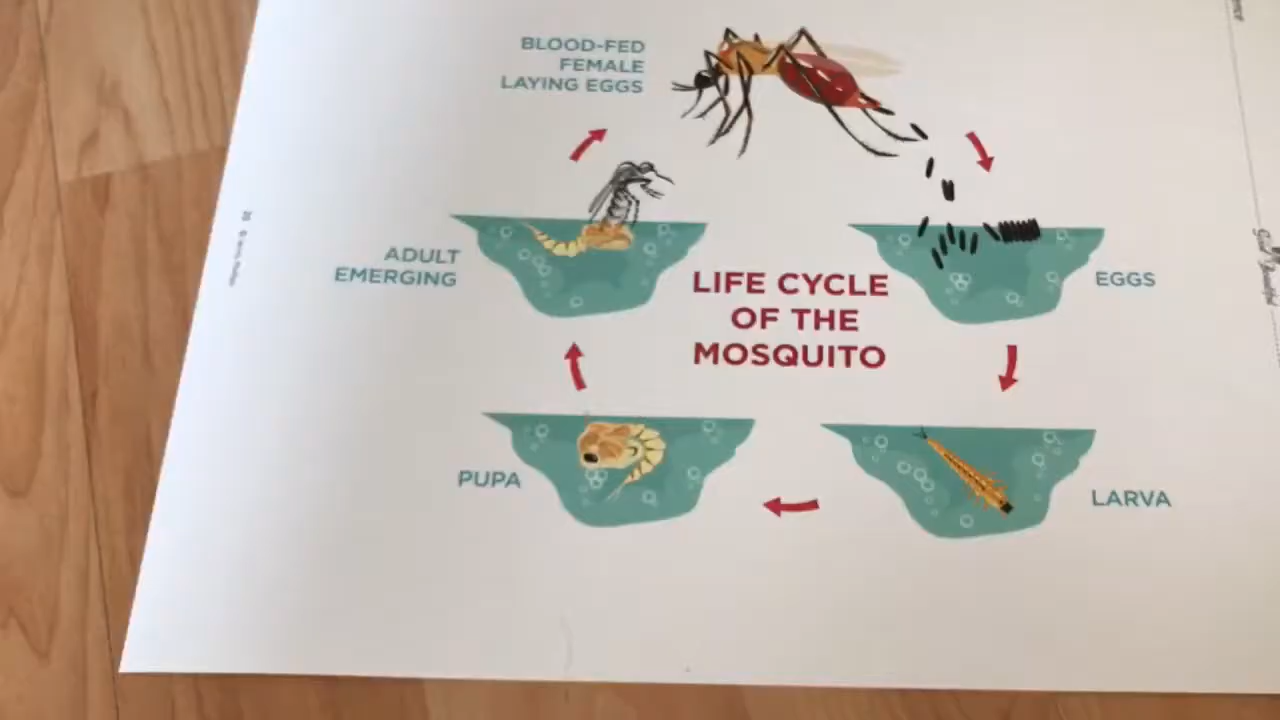 BLOOD-FED
FEMALE
LAYING EGGS
ADULT
EMERGING
LIFE CYCLE
OF THE
MOSQUITO
EGGS
PUPA
LARVA